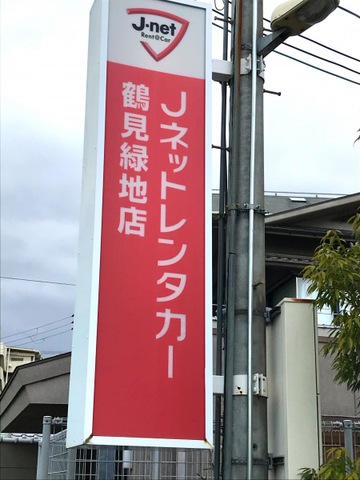 J-net
Rent@Car
Jネットレンタカー
鶴見緑地店